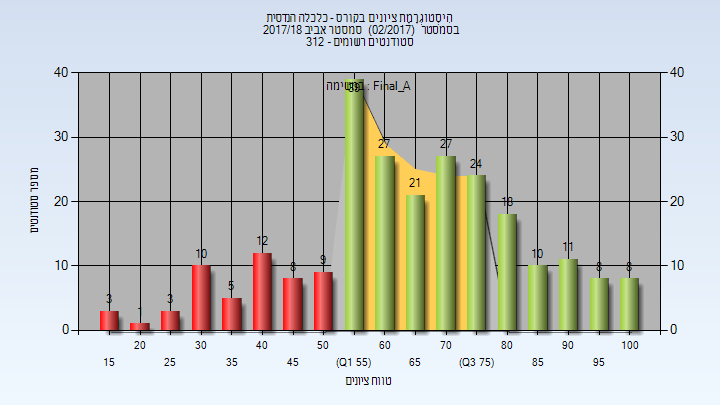 היסטוגרמת ציונים בקורס - כלכלה הנדסית
בסמסטר (02/2017) סמסטר אביב 2017/18
סטודנטים רשומים - 312
40 40
Final_A :
39
27 27
24
21
18
12
10 10 11
9
8 8 8
5
3 3
1
30 30
20 20
10 10
0 0
מספר סטודנטים
20 30 40 50 60 70 80 90 100
15 25 35 45 (Q1 55) 65 (Q3 75) 85 95
טווח ציונים